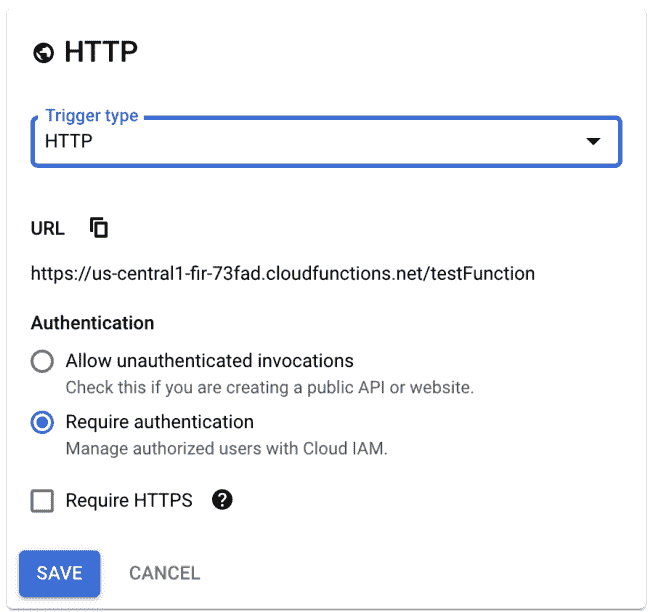 HTTP
Trigger type
HTTP
URL
https://us-central1-fir-73fad.cloudfunctions.net/testFunction
Authentication
Allow unauthenticated invocations
Check this if you are creating a public API or website.
Require authentication
Manage authorized users with Cloud IAM.
Require HTTPS ?
SAVE CANCEL